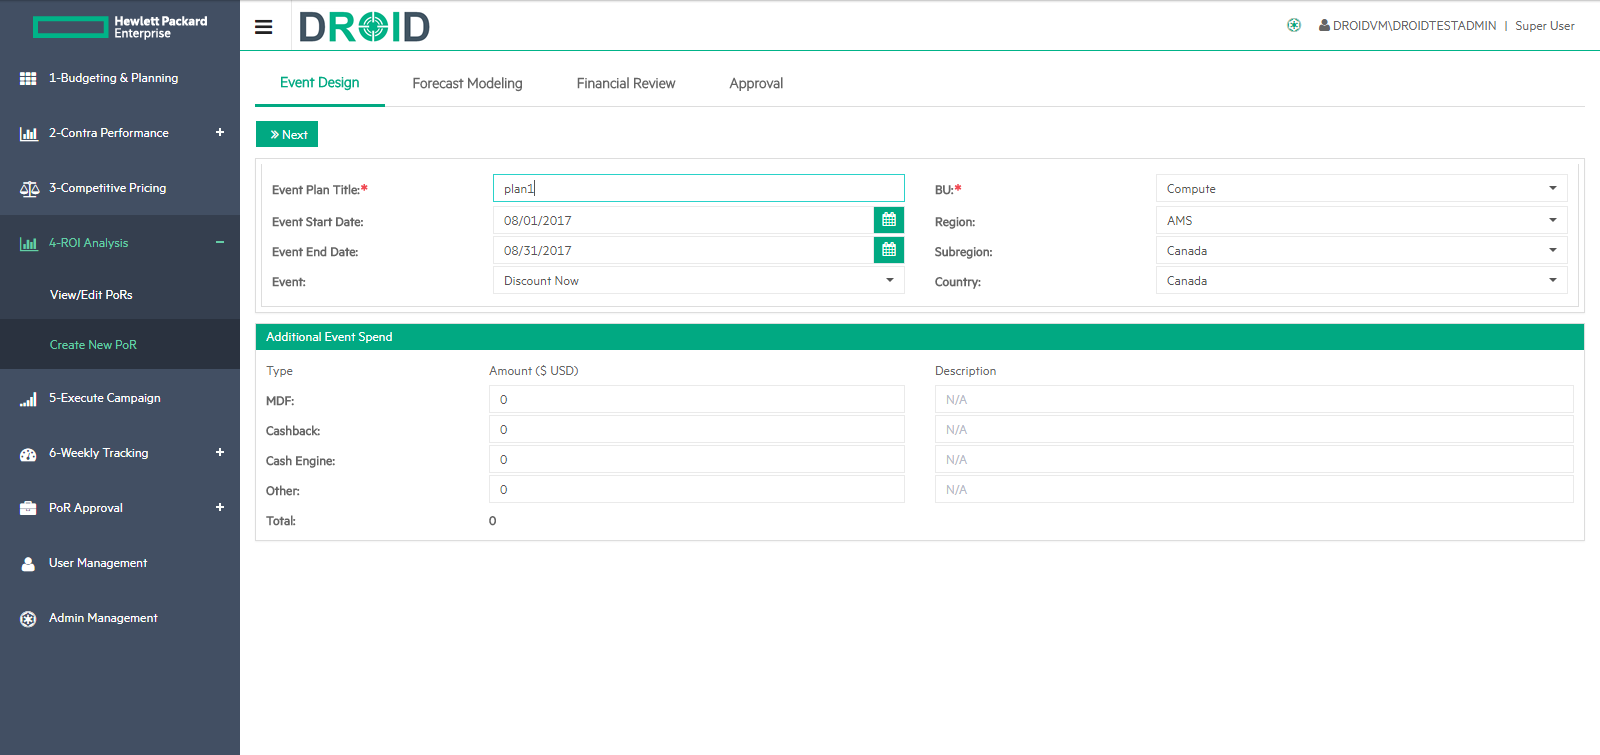 Hewlett Packard
Enterprise
DROID
DROIDVM\DROIDTESTADMIN | Super User
1-Budgeting & Planning
2-Contra Performance +
3-Competitive Pricing
4-ROI Analysis −
View/Edit PoRs
Create New PoR
5-Execute Campaign
6-Weekly Tracking +
PoR Approval +
User Management
Admin Management
Event Design Forecast Modeling Financial Review Approval
» Next
Event Plan Title:* plan1 BU:* Compute
Event Start Date: 08/01/2017 Region: AMS
Event End Date: 08/31/2017 Subregion: Canada
Event: Discount Now Country: Canada
Additional Event Spend
Type Amount ($ USD) Description
MDF: 0 N/A
Cashback: 0 N/A
Cash Engine: 0 N/A
Other: 0 N/A
Total: 0